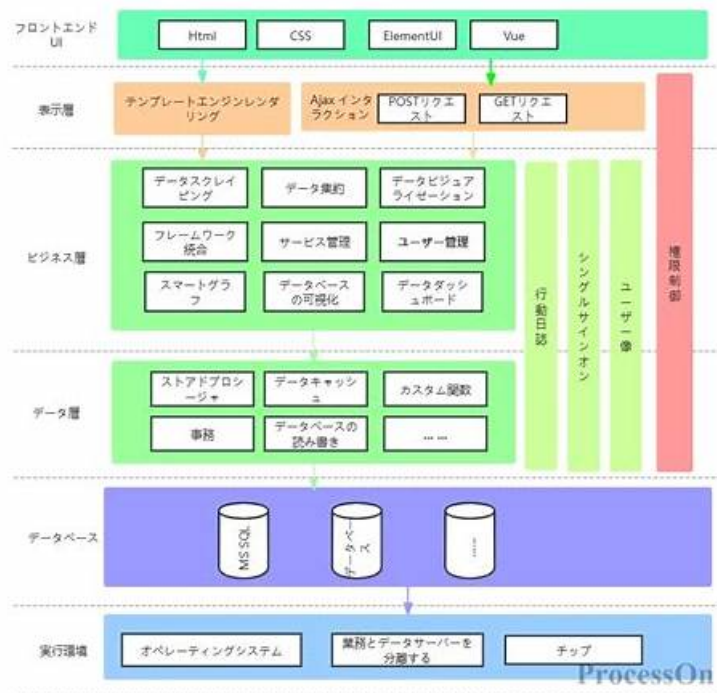 フロントエンド
UI
Html
CSS
ElementUI
Vue
表示層
テンプレートエンジンレンダ
リング
Ajax インタ
ラクション
POSTリクエ
スト
GETリクエ
スト
ビジネス層
データスクレイ
ピング
データ集約
データビジュア
ライゼーション
フレームワーク
統合
サービス管理
ユーザー管理
スマートグラ
フ
データベース
の可視化
データダッシ
ュボード
行動日誌
シングルサインオン
ユーザー像
権限制御
データ層
ストアドプロシ
ージャ
データキャッシ
ュ
カスタム関数
事務
データベースの
読み書き
... ...
データベース
MS SQL
データベー
ス
......
実行環境
オペレーティングシステム
業務とデータサーバーを
分離する
チップ
ProcessOn